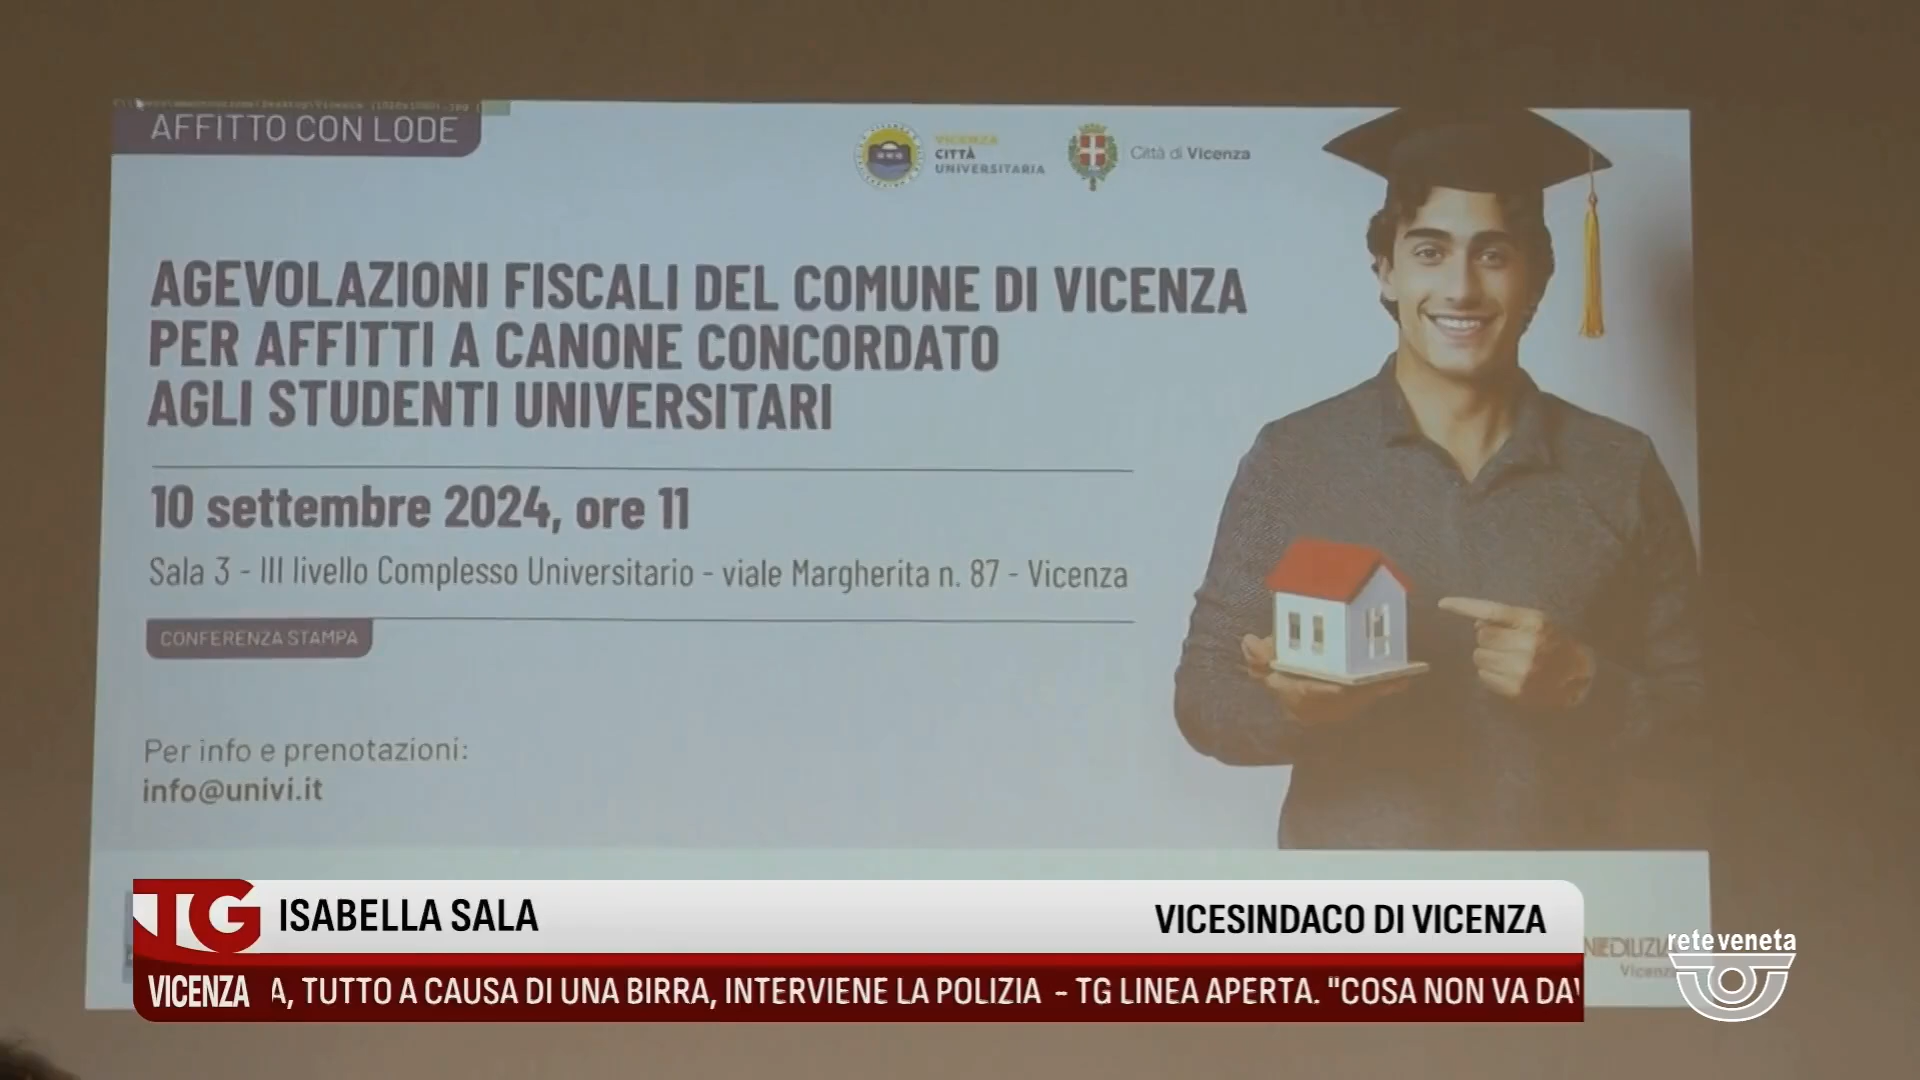 AFFITTO CON LODE
VICENZA
CITTÀ
UNIVERSITARIA
Città di Vicenza
AGEVOLAZIONI FISCALI DEL COMUNE DI VICENZA
PER AFFITTI A CANONE CONCORDATO
AGLI STUDENTI UNIVERSITARI
10 settembre 2024, ore 11
Sala 3 - III livello Complesso Universitario - viale Margherita n. 87 - Vicenza
CONFERENZA STAMPA
Per info e prenotazioni:
info@univi.it
TG ISABELLA SALA VICESINDACO DI VICENZA
reteveneta
Vicenza
VICENZA A, TUTTO A CAUSA DI UNA BIRRA, INTERVIENE LA POLIZIA - TG LINEA APERTA. "COSA NON VA DA